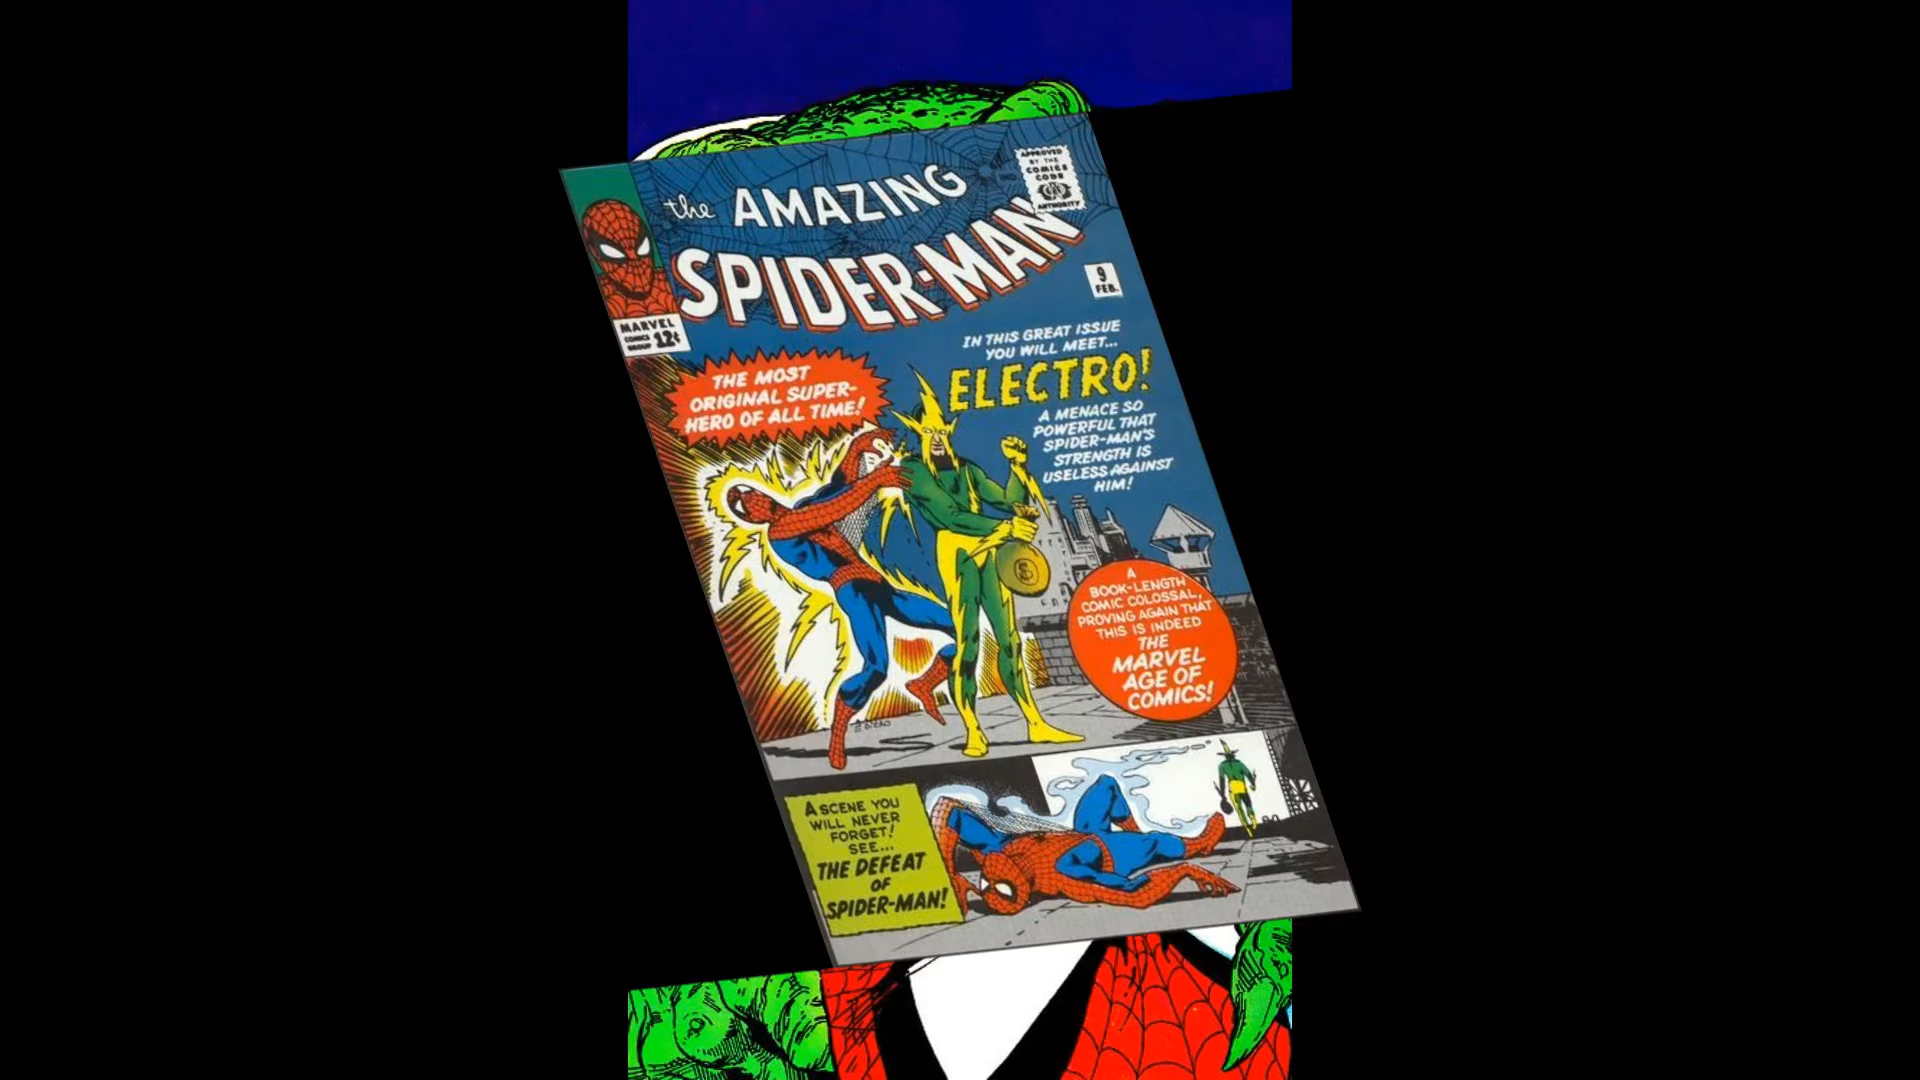 the AMAZING
SPIDER-MAN
APPROVED
BY THE
COMICS
CODE
AUTHORITY
MARVEL
COMICS
GROUP 12¢
9
FEB.
IN THIS GREAT ISSUE
YOU WILL MEET...
ELECTRO!
A MENACE SO
POWERFUL THAT
SPIDER-MAN'S
STRENGTH IS
USELESS AGAINST
HIM!
THE MOST
ORIGINAL SUPER-
HERO OF ALL TIME!
$
A
BOOK-LENGTH
COMIC COLOSSAL,
PROVING AGAIN THAT
THIS IS INDEED
THE
MARVEL
AGE OF
COMICS!
A SCENE YOU
WILL NEVER
FORGET!
SEE...
THE DEFEAT
OF
SPIDER-MAN!